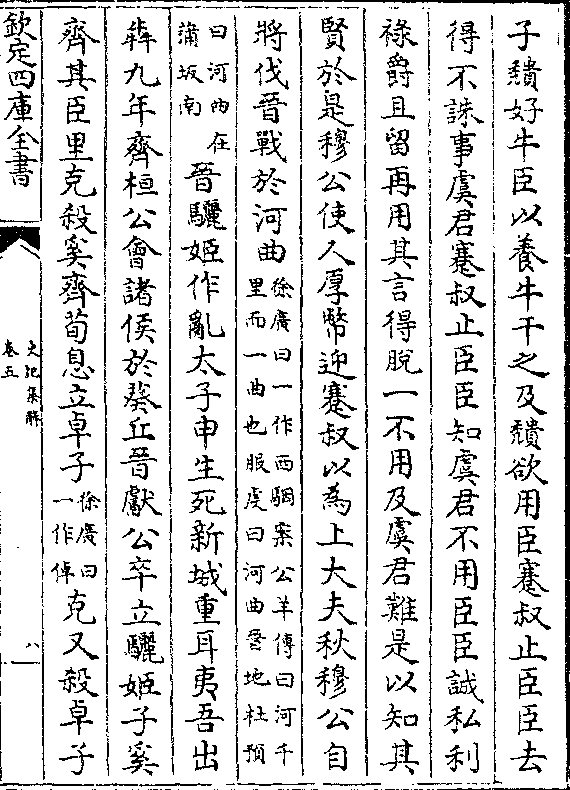 子頹好牛臣以養牛干之及頹欲用臣蹇叔止臣臣去
得不誅事虞君蹇叔止臣臣知虞君不用臣臣誠私利
祿爵且留再用其言得脫一不用及虞君難是以知其
賢於是穆公使人厚幣迎蹇叔以為上大夫秋穆公自
將伐晉戰於河曲徐廣曰一作西駰案公羊傳曰河千
里而一曲也服虔曰河曲晉地杜預
曰河曲在
蒲坂南晉驪姬作亂太子申生死新城重耳夷吾出
犇九年齊桓公會諸侯於葵丘晉獻公卒立驪姬子奚
齊其臣里克殺奚齊荀息立卓子徐廣曰
一作倬克又殺卓子
欽定四庫全書
史記集解
卷五
八